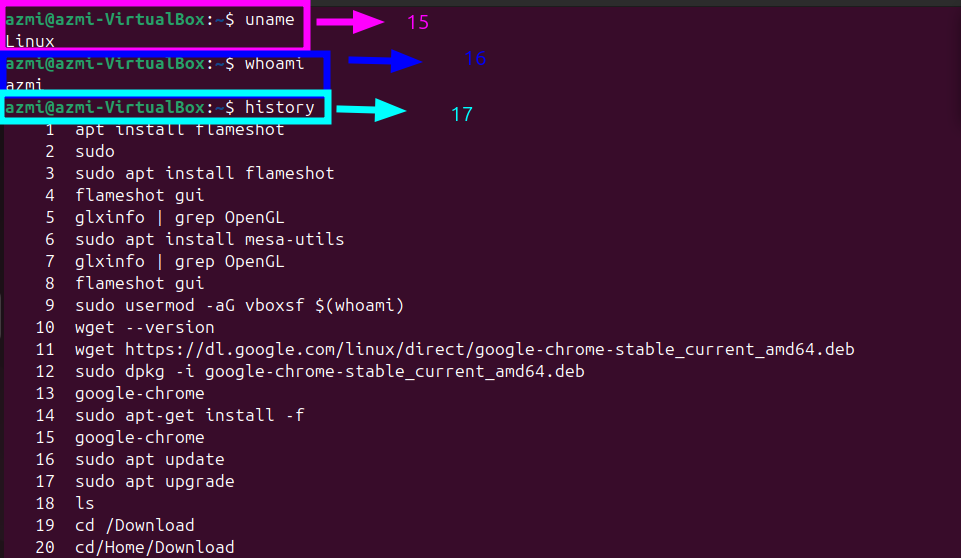 azmi@azmi-VirtualBox:~$ uname 15
Linux
azmi@azmi-VirtualBox:~$ whoami 16
azmi
azmi@azmi-VirtualBox:~$ history 17
1 apt install flameshot
2 sudo
3 sudo apt install flameshot
4 flameshot gui
5 glxinfo | grep OpenGL
6 sudo apt install mesa-utils
7 glxinfo | grep OpenGL
8 flameshot gui
9 sudo usermod -aG vboxsf $(whoami)
10 wget --version
11 wget https://dl.google.com/linux/direct/google-chrome-stable_current_amd64.deb
12 sudo dpkg -i google-chrome-stable_current_amd64.deb
13 google-chrome
14 sudo apt-get install -f
15 google-chrome
16 sudo apt update
17 sudo apt upgrade
18 ls
19 cd /Download
20 cd/Home/Download